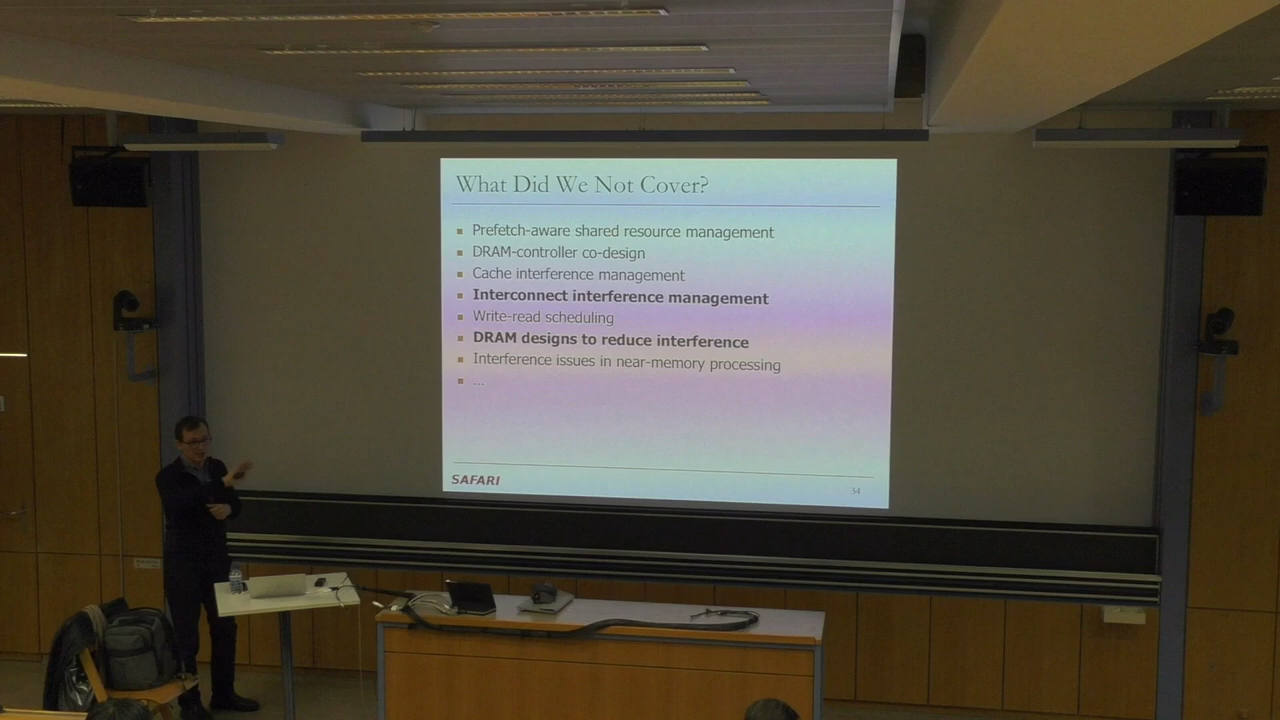 What Did We Not Cover?
Prefetch-aware shared resource management
DRAM-controller co-design
Cache interference management
Interconnect interference management
Write-read scheduling
DRAM designs to reduce interference
Interference issues in near-memory processing
...
SAFARI
54